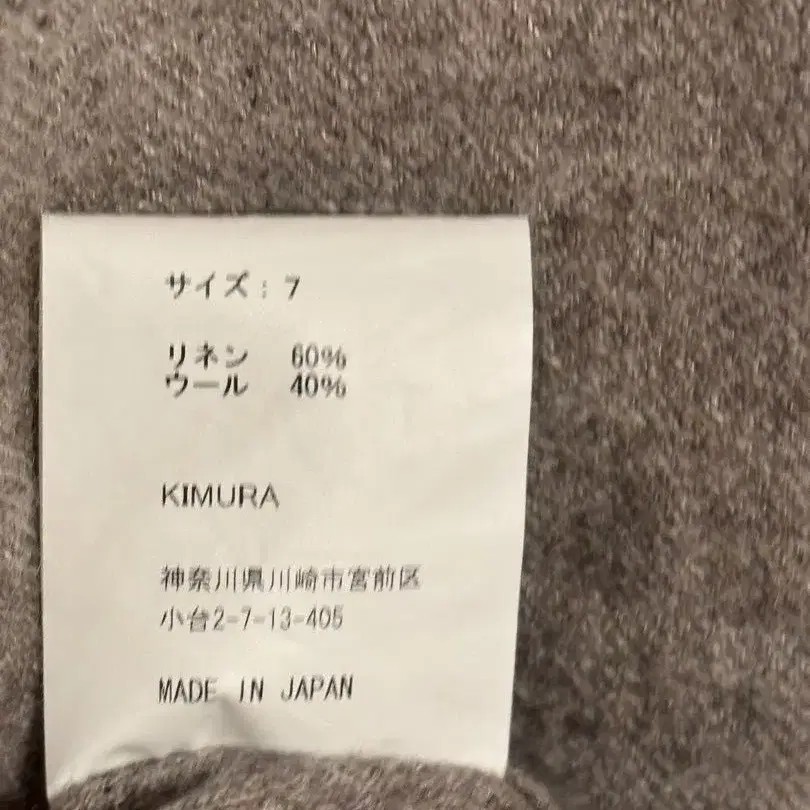 サイズ: 7
リネン 60%
ウール 40%
KIMURA
神奈川県川崎市宮前区
小台2-7-13-405
MADE IN JAPAN